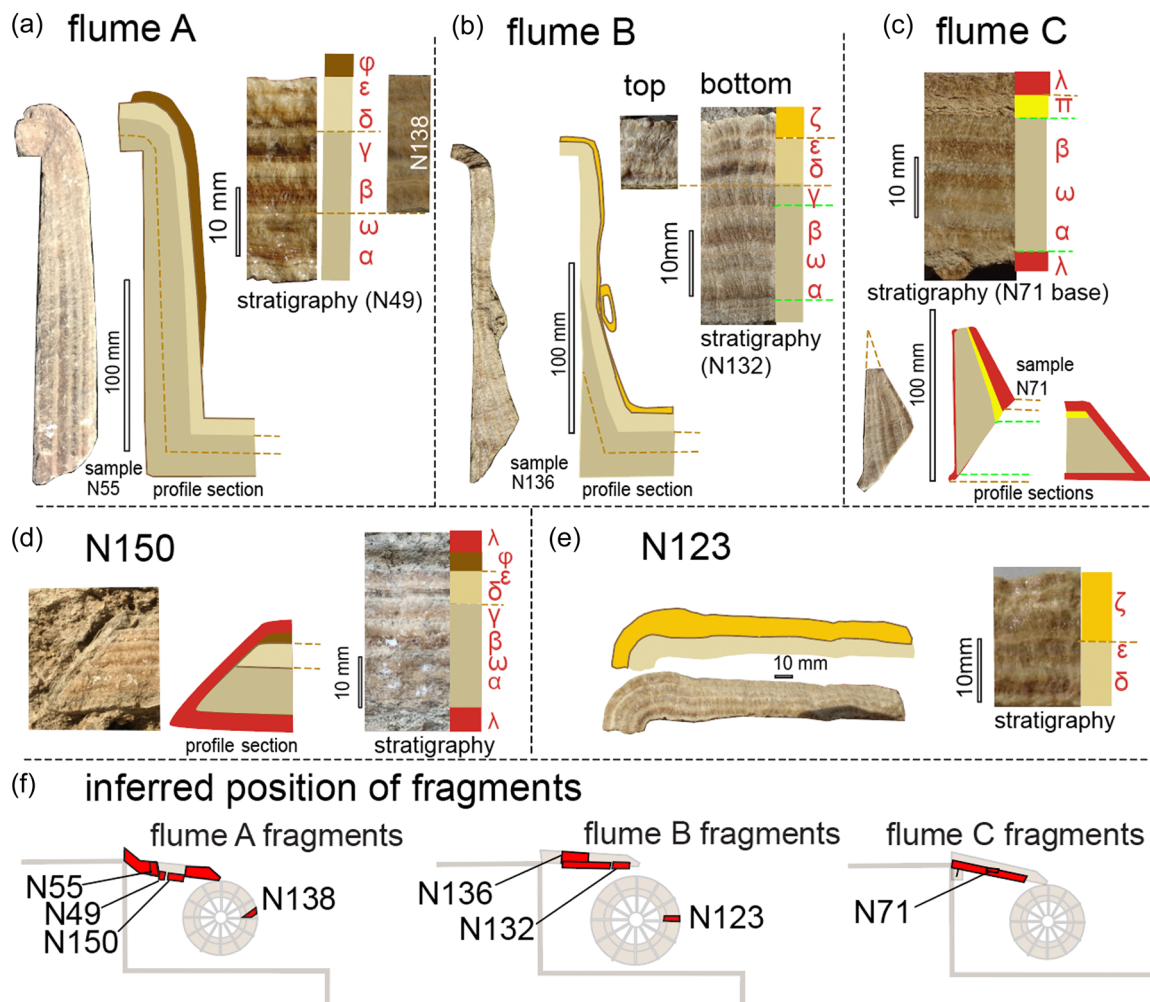 (a) flume A
φ
ε
δ
γ
β
ω
α
N138
10 mm
stratigraphy (N49)
100 mm
sample
N55
profile section
(b) flume B
top
bottom
ζ
ε
δ
γ
β
ω
α
10mm
stratigraphy
(N132)
100 mm
sample
N136
profile section
(c) flume C
λ
π
β
ω
α
λ
10 mm
stratigraphy (N71 base)
100 mm
sample
N71
profile sections
(d) N150
λ
φ
ε
δ
γ
β
ω
α
λ
10 mm
profile section
stratigraphy
(e) N123
ζ
ε
δ
10 mm
10mm
stratigraphy
(f) inferred position of fragments
flume A fragments
N55
N49
N150
N138
flume B fragments
N136
N132
N123
flume C fragments
N71